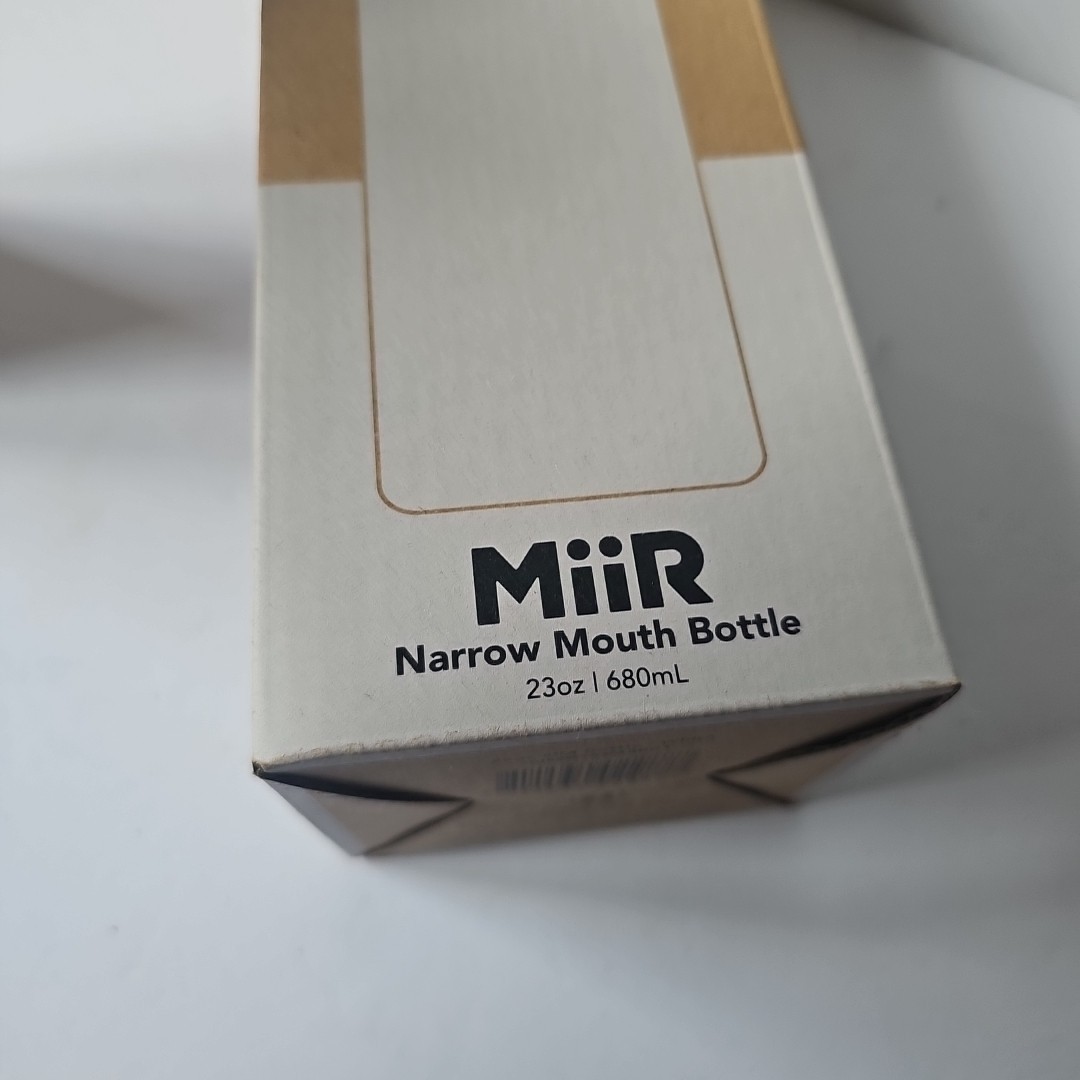 MiiR
Narrow Mouth Bottle
23oz | 680mL